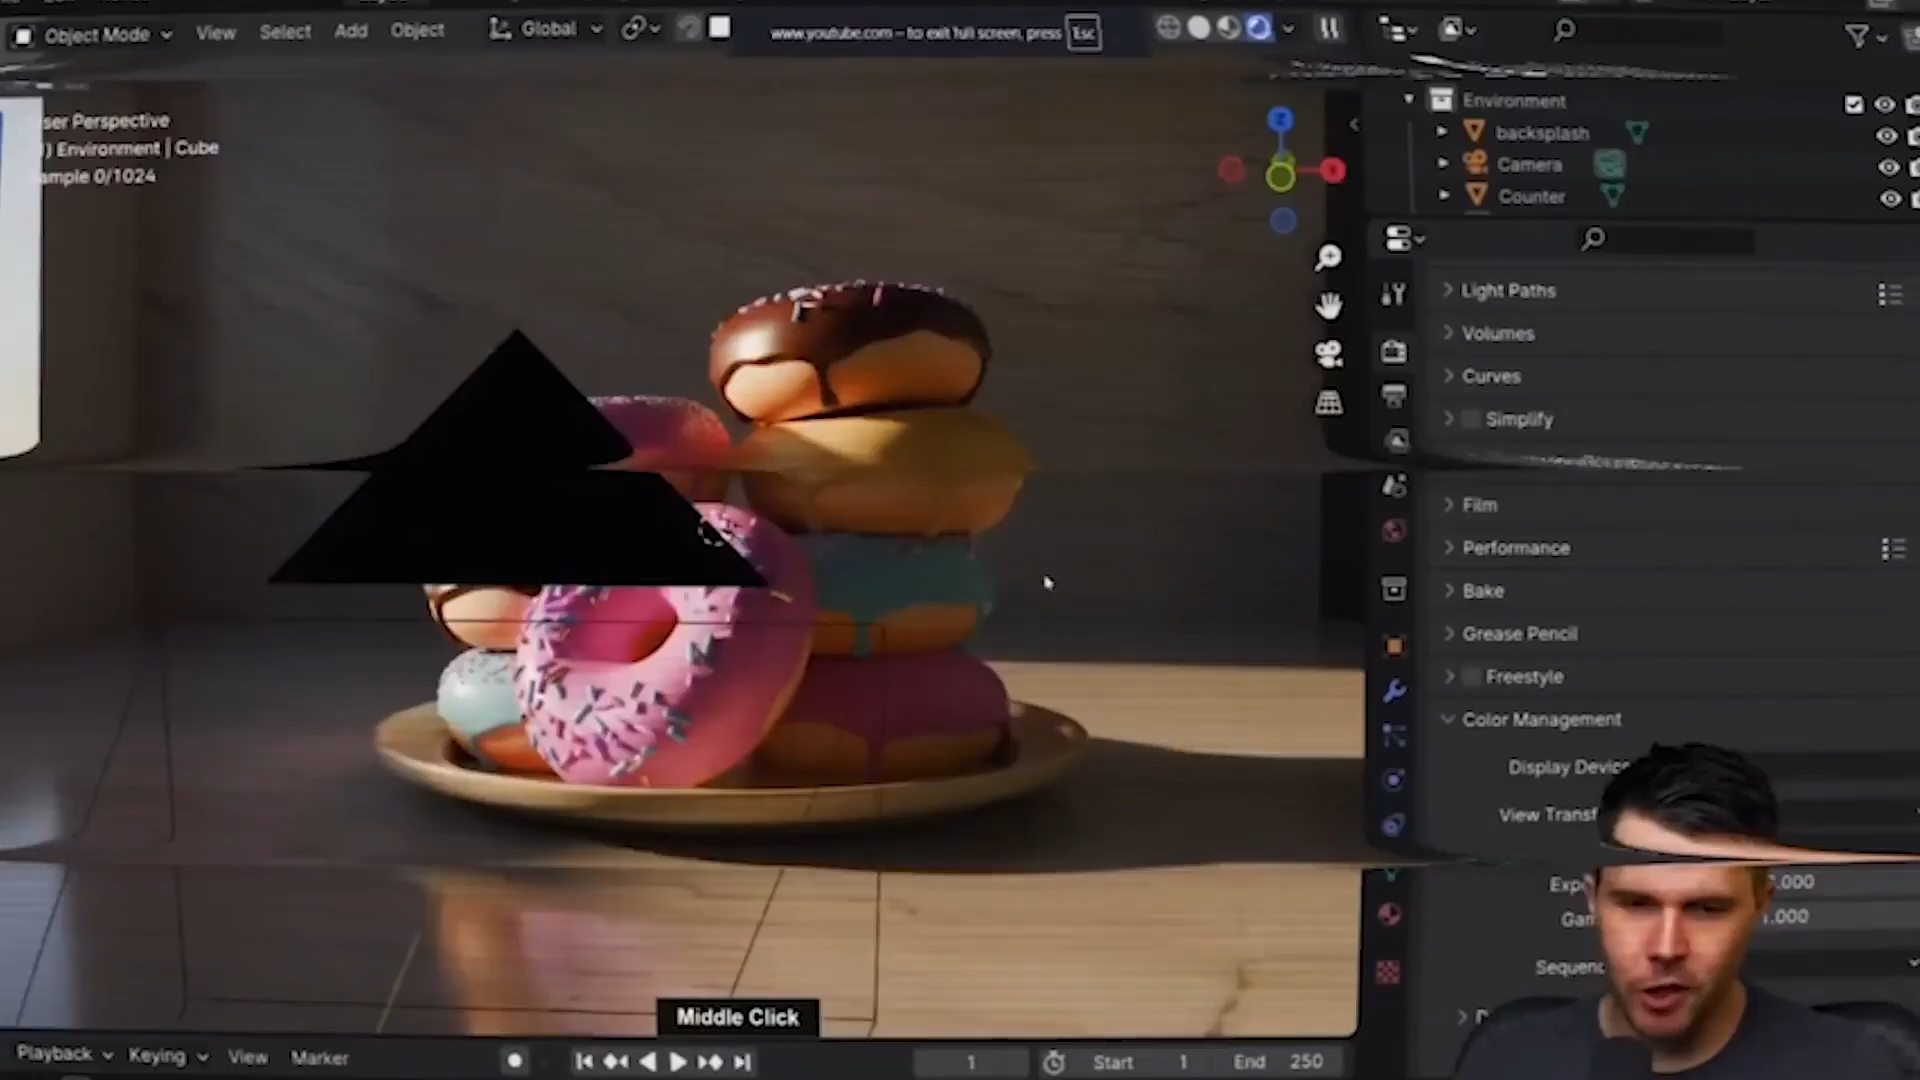 Object Mode View Select Add Object Global www.youtube.com – to exit full screen, press Esc
ser Perspective
) Environment | Cube
ample 0/1024
Z
Environment
backsplash
Camera
Counter
Light Paths
Volumes
Curves
Simplify
Film
Performance
Bake
Grease Pencil
Freestyle
Color Management
Display Device
View Transf
Exp .000
Gam 1.000
Sequenc
Middle Click
Playback Keying View Marker 1 Start 1 End 250